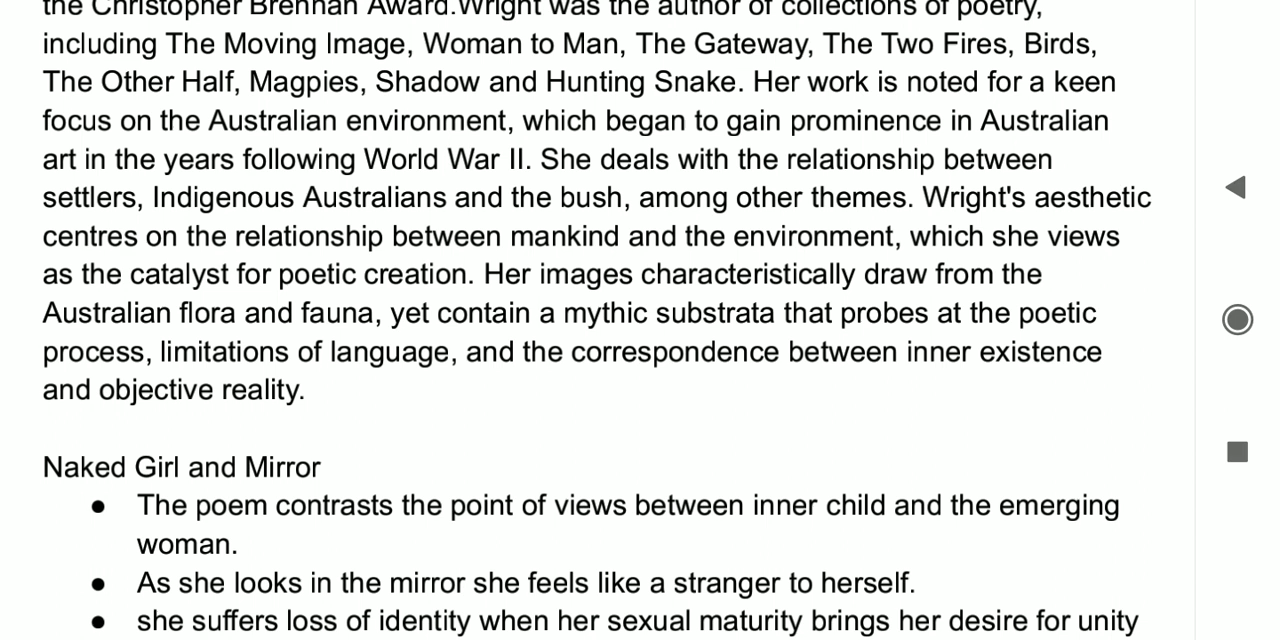 the Christopher Brennan Award.Wright was the author of collections of poetry,
including The Moving Image, Woman to Man, The Gateway, The Two Fires, Birds,
The Other Half, Magpies, Shadow and Hunting Snake. Her work is noted for a keen
focus on the Australian environment, which began to gain prominence in Australian
art in the years following World War II. She deals with the relationship between
settlers, Indigenous Australians and the bush, among other themes. Wright's aesthetic
centres on the relationship between mankind and the environment, which she views
as the catalyst for poetic creation. Her images characteristically draw from the
Australian flora and fauna, yet contain a mythic substrata that probes at the poetic
process, limitations of language, and the correspondence between inner existence
and objective reality.
Naked Girl and Mirror
● The poem contrasts the point of views between inner child and the emerging
woman.
● As she looks in the mirror she feels like a stranger to herself.
● she suffers loss of identity when her sexual maturity brings her desire for unity